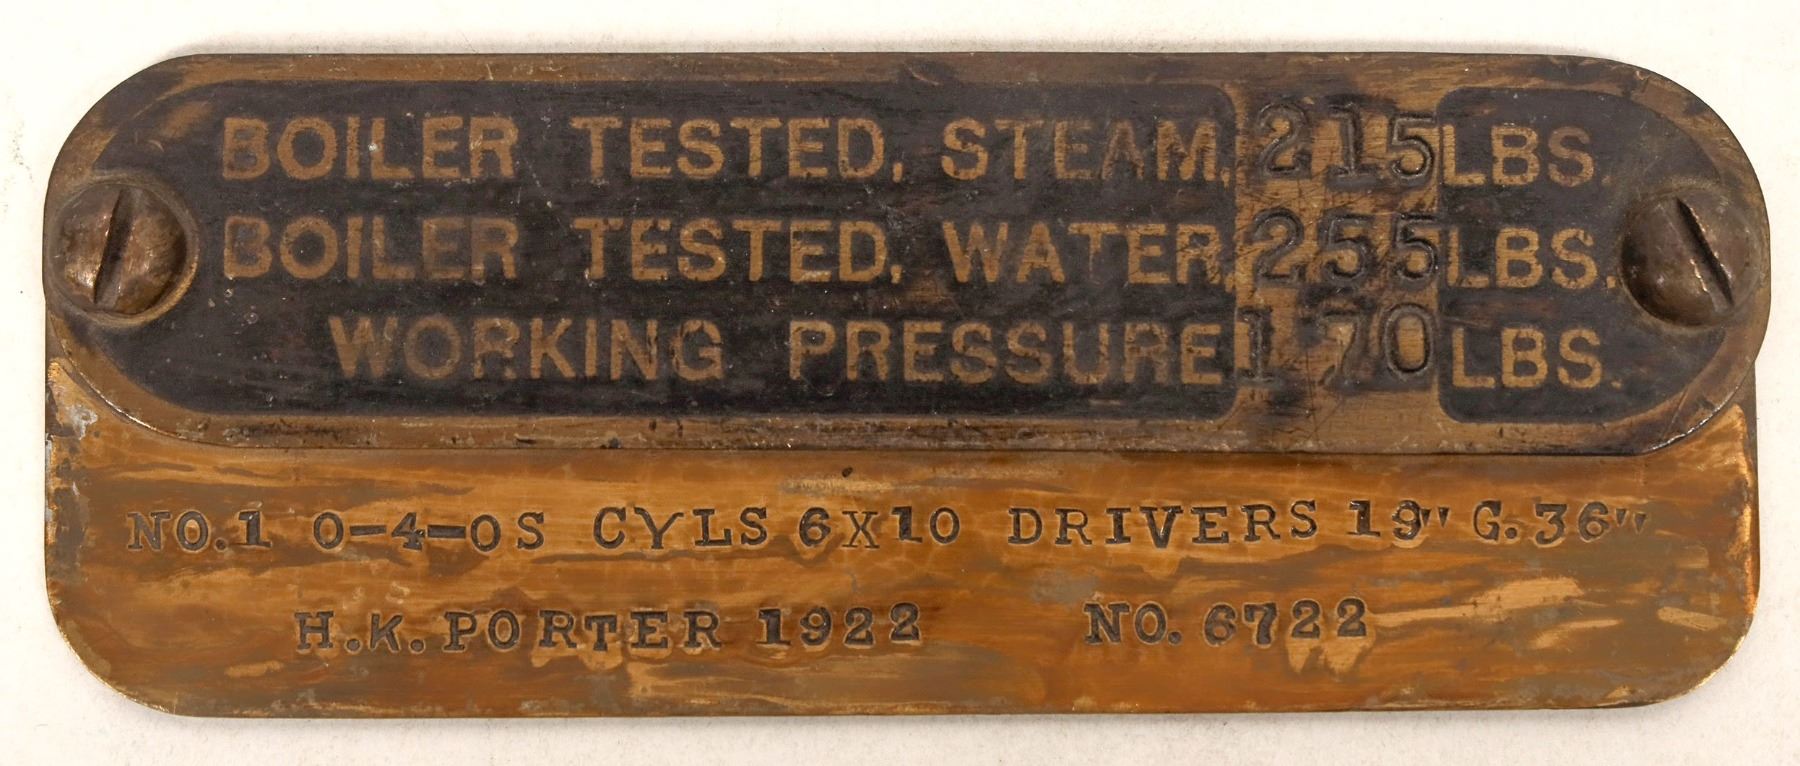 BOILER TESTED, STEAM, 215 LBS.
BOILER TESTED, WATER, 255 LBS.
WORKING PRESSURE 170 LBS.
NO.1 0-4-0S CYLS 6X10 DRIVERS 19" G. 36"
H.K. PORTER 1922 NO. 6722